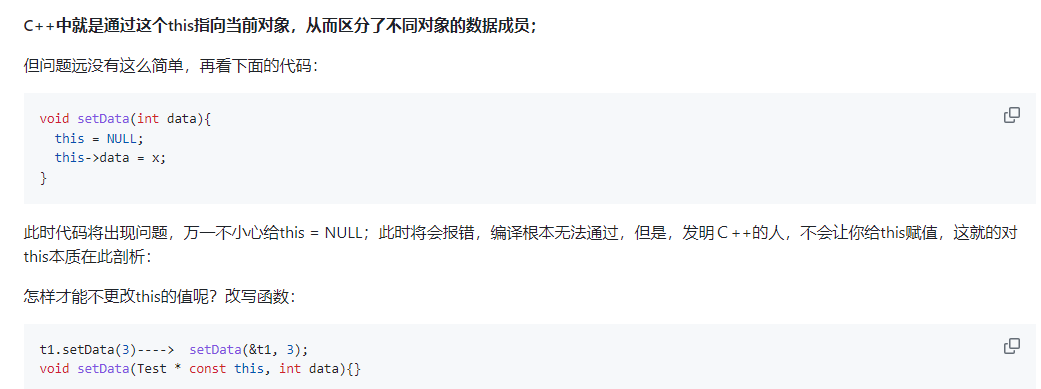 C++中就是通过这个this指向当前对象，从而区分了不同对象的数据成员；
但问题远没有这么简单，再看下面的代码：
void setData(int data){
  this = NULL;
  this->data = x;
}
此时代码将出现问题，万一不小心给this = NULL；此时将会报错，编译根本无法通过，但是，发明Ｃ++的人，不会让你给this赋值，这就的对
this本质在此剖析：
怎样才能不更改this的值呢？改写函数：
t1.setData(3)---->  setData(&t1, 3);
void setData(Test * const this, int data){}